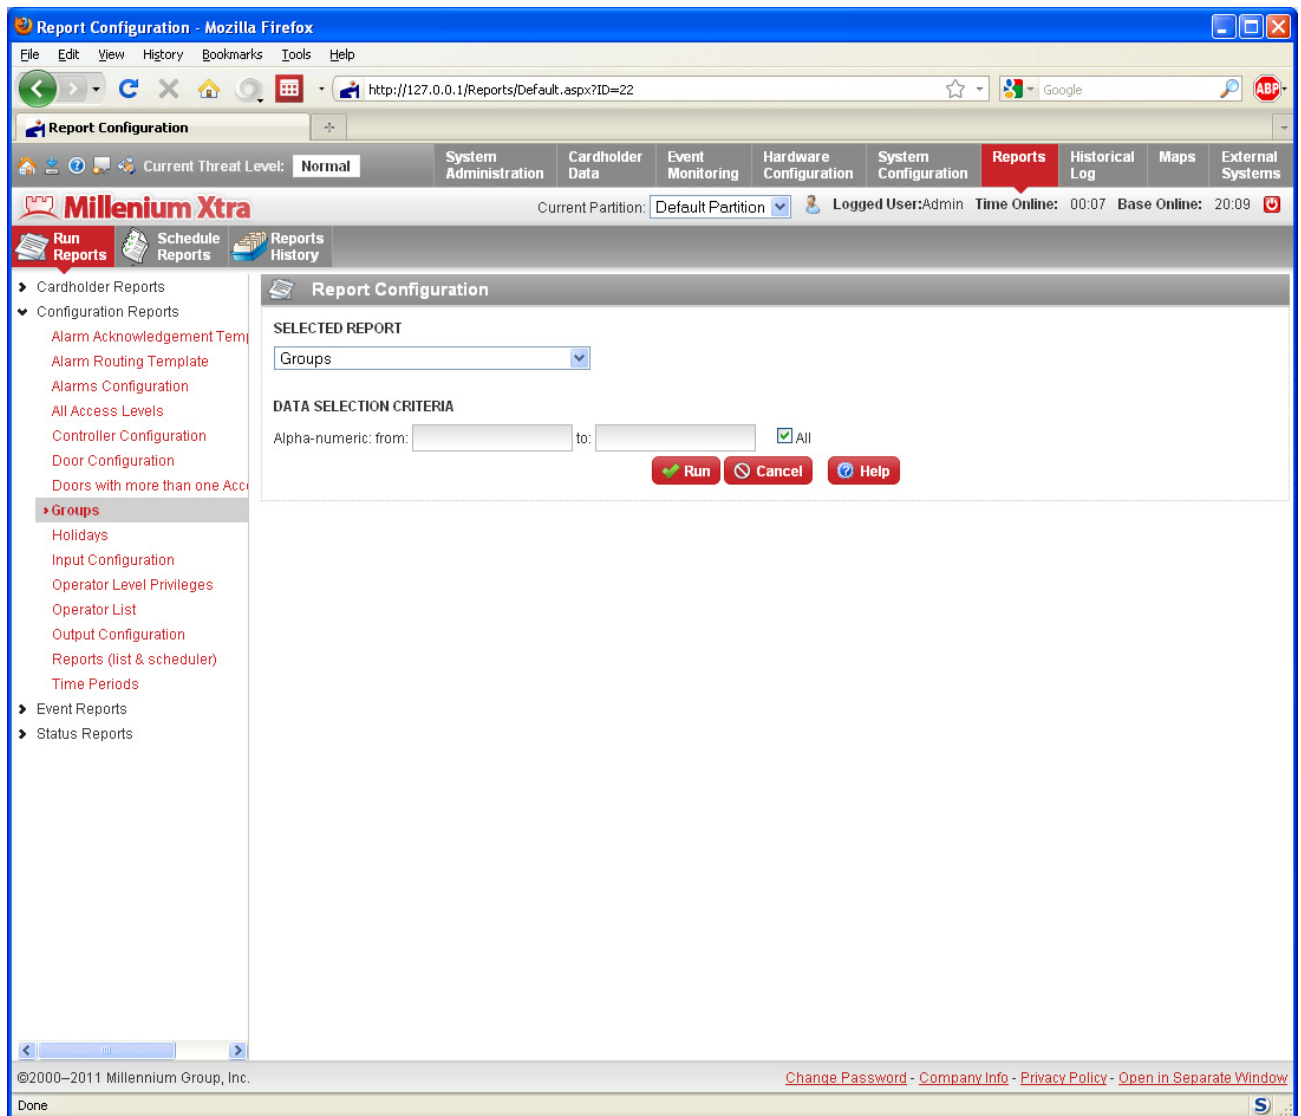 Report Configuration - Mozilla Firefox
File Edit View History Bookmarks Tools Help
http://127.0.0.1/Reports/Default.aspx?ID=22
Google
ABP
Report Configuration
Current Threat Level: Normal
System Administration
Cardholder Data
Event Monitoring
Hardware Configuration
System Configuration
Reports
Historical Log
Maps
External Systems
Millenium Xtra
Current Partition: Default Partition Logged User:Admin Time Online: 00:07 Base Online: 20:09
Run Reports
Schedule Reports
Reports History
Cardholder Reports
Configuration Reports
Alarm Acknowledgement Temp
Alarm Routing Template
Alarms Configuration
All Access Levels
Controller Configuration
Door Configuration
Doors with more than one Acc
Groups
Holidays
Input Configuration
Operator Level Privileges
Operator List
Output Configuration
Reports (list & scheduler)
Time Periods
Event Reports
Status Reports
Report Configuration
SELECTED REPORT
Groups
DATA SELECTION CRITERIA
Alpha-numeric: from: to: All
Run Cancel Help
©2000–2011 Millennium Group, Inc.
Change Password - Company Info - Privacy Policy - Open in Separate Window
Done
S